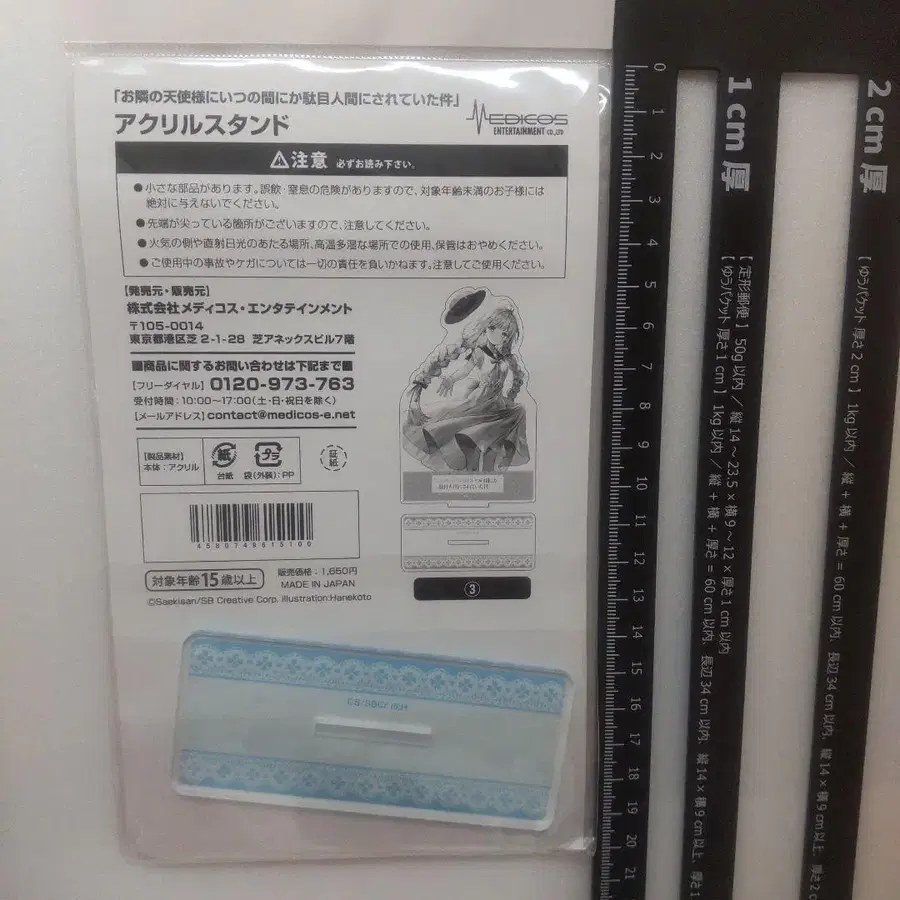 「お隣の天使様にいつの間にか駄目人間にされていた件」
アクリルスタンド
MEDICOS
ENTERTAINMENT CO.,LTD
⚠注意 必ずお読み下さい。
●小さな部品があります。誤飲・窒息の危険がありますので、対象年齢未満のお子様には
絶対に与えないでください。
●先端が尖っている箇所がございますので、注意してください。
●火気の側や直射日光のあたる場所、高温多湿な場所での使用、保管はおやめください。
●ご使用中の事故やケガについては一切の責任を負いかねます。注意してご使用ください。
【発売元・販売元】
株式会社メディコス・エンタテインメント
〒105-0014
東京都港区芝2-1-28 芝アネックスビル7階
■商品に関するお問い合わせは下記まで■
【フリーダイヤル】0120-973-763
受付時間：10:00～17:00（土・日・祝日を除く）
【メールアドレス】contact@medicos-e.net
【製品素材】
本体：アクリル
紙
台紙
プラ
袋（外装）：PP
証紙
4580749615100
対象年齢15歳以上
販売価格：1,650円
MADE IN JAPAN
©Saekisan/SB Creative Corp. Illustration:Hanekoto
③
0
1
2
3
4
5
6
7
8
9
10
11
12
13
14
15
16
17
18
19
20
21
1 cm 厚
【 定形郵便 】 50g 以内 ／ 縦 14 ～ 23.5 × 横 9 ～ 12 × 厚さ 1 cm 以内
【 ゆうパケット 厚さ 1 cm 】 1kg 以内 ／ 縦 + 横 + 厚さ = 60 cm 以内、長辺 34 cm 以内、縦 14 × 横 9 cm 以上、厚さ 1
2 cm 厚
【 ゆうパケット 厚さ 2 cm 】 1kg 以内 ／ 縦 + 横 + 厚さ = 60 cm 以内、長辺 34 cm 以内、縦 14 × 横 9 cm 以上、厚さ 2 c